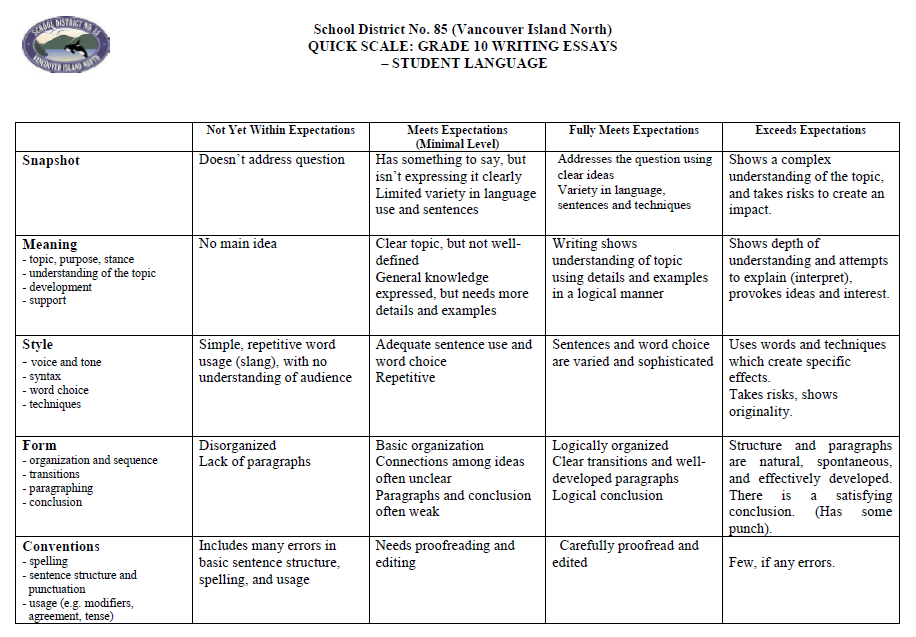 SCHOOL DISTRICT NO. 85
VANCOUVER ISLAND NORTH
School District No. 85 (Vancouver Island North)
QUICK SCALE: GRADE 10 WRITING ESSAYS
– STUDENT LANGUAGE
Not Yet Within Expectations
Meets Expectations
(Minimal Level)
Fully Meets Expectations
Exceeds Expectations
Snapshot
Doesn't address question
Has something to say, but
isn't expressing it clearly
Limited variety in language
use and sentences
Addresses the question using
clear ideas
Variety in language,
sentences and techniques
Shows a complex
understanding of the topic,
and takes risks to create an
impact.
Meaning
- topic, purpose, stance
- understanding of the topic
- development
- support
No main idea
Clear topic, but not well-
defined
General knowledge
expressed, but needs more
details and examples
Writing shows
understanding of topic
using details and examples
in a logical manner
Shows depth of
understanding and attempts
to explain (interpret),
provokes ideas and interest.
Style
- voice and tone
- syntax
- word choice
- techniques
Simple, repetitive word
usage (slang), with no
understanding of audience
Adequate sentence use and
word choice
Repetitive
Sentences and word choice
are varied and sophisticated
Uses words and techniques
which create specific
effects.
Takes risks, shows
originality.
Form
- organization and sequence
- transitions
- paragraphing
- conclusion
Disorganized
Lack of paragraphs
Basic organization
Connections among ideas
often unclear
Paragraphs and conclusion
often weak
Logically organized
Clear transitions and well-
developed paragraphs
Logical conclusion
Structure and paragraphs
are natural, spontaneous,
and effectively developed.
There is a satisfying
conclusion. (Has some
punch).
Conventions
- spelling
- sentence structure and
punctuation
- usage (e.g. modifiers,
agreement, tense)
Includes many errors in
basic sentence structure,
spelling, and usage
Needs proofreading and
editing
Carefully proofread and
edited
Few, if any errors.